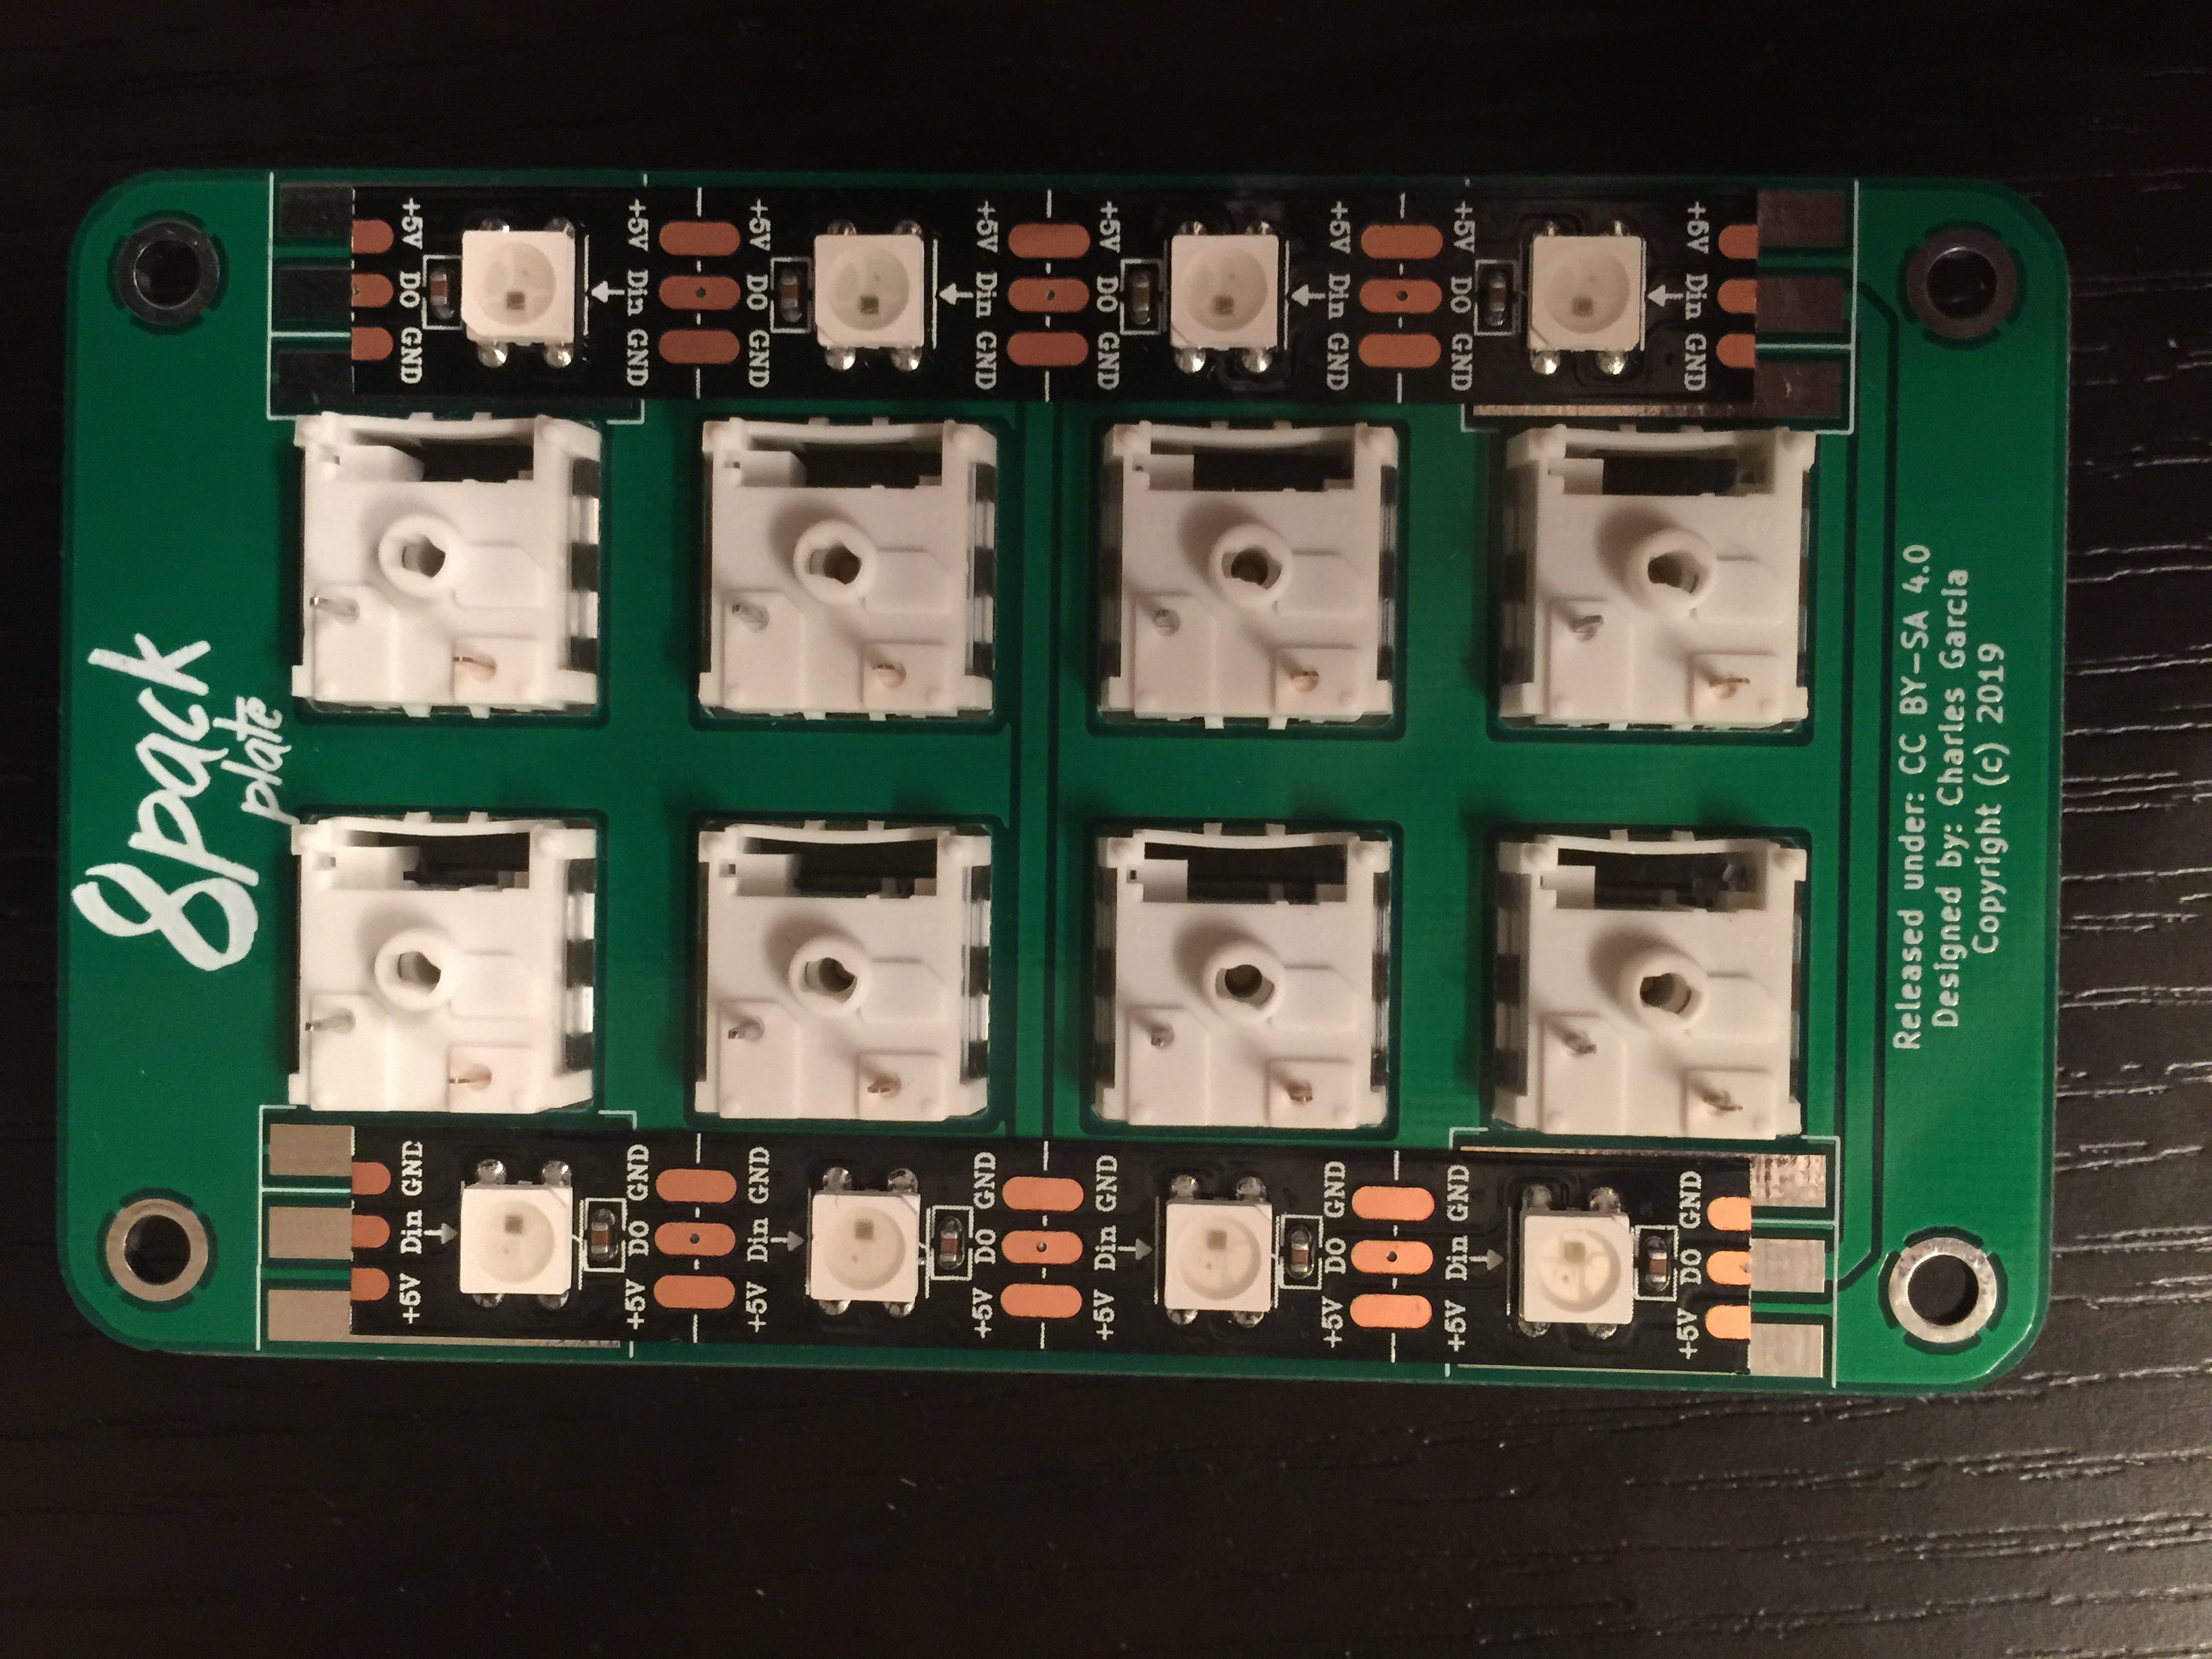 8pack
plate
+5V DO GND
+5V Din GND
+5V DO GND
+5V Din GND
+5V DO GND
+5V Din GND
+5V DO GND
+5V Din GND
Released under: CC BY-SA 4.0
Designed by: Charles Garcia
Copyright (c) 2019
+5V Din GND
+5V DO GND
+5V Din GND
+5V DO GND
+5V Din GND
+5V DO GND
+5V Din GND
+5V DO GND